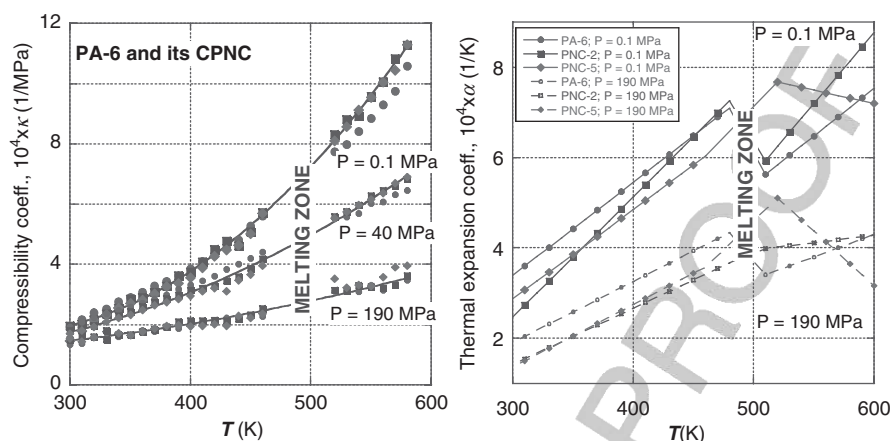 PA-6 and its CPNC
Compressibility coeff., 10⁴xκ (1/MPa)
12
8
4
0
300
400
500
600
T (K)
P = 0.1 MPa
P = 40 MPa
P = 190 MPa
MELTING ZONE
Thermal expansion coeff., 10⁴xα (1/K)
8
6
4
2
300
400
500
600
T(K)
PA-6; P = 0.1 MPa
PNC-2; P = 0.1 MPa
PNC-5; P = 0.1 MPa
PA-6; P = 190 MPa
PNC-2; P = 190 MPa
PNC-5; P = 190 MPa
P = 0.1 MPa
MELTING ZONE
P = 190 MPa
PROOF